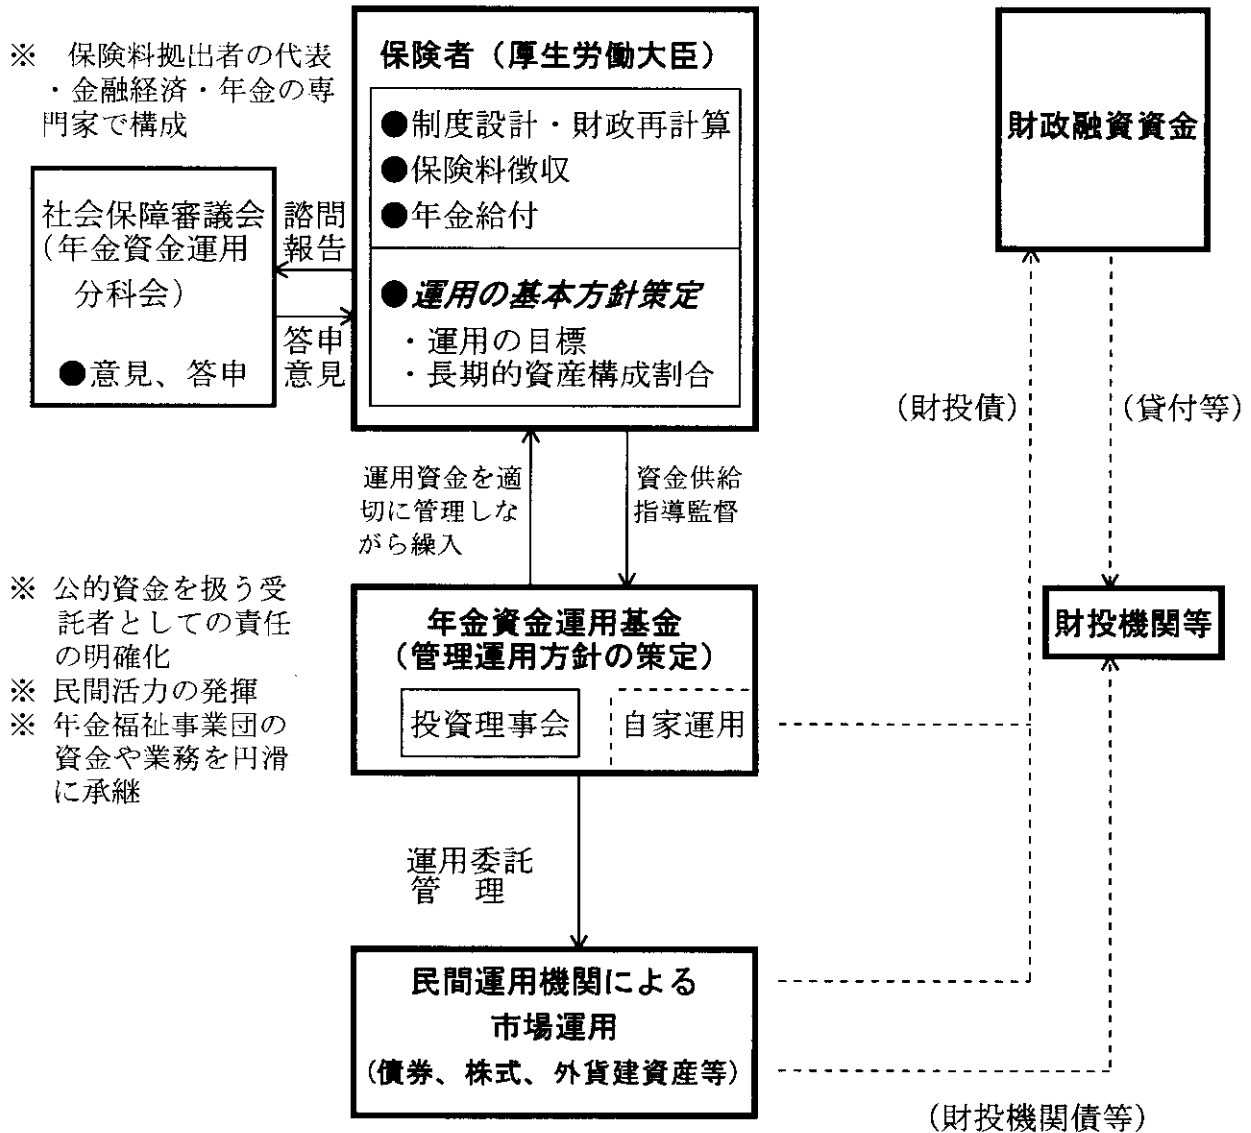 ※　保険料拠出者の代表
・金融経済・年金の専
門家で構成
社会保障審議会
(年金資金運用
分科会)
●意見、答申
諮問
報告
答申
意見
保険者（厚生労働大臣）
●制度設計・財政再計算
●保険料徴収
●年金給付
●運用の基本方針策定
・運用の目標
・長期的資産構成割合
運用資金を適
切に管理しな
がら繰入
資金供給
指導監督
※ 公的資金を扱う受
託者としての責任
の明確化
※ 民間活力の発揮
※ 年金福祉事業団の
資金や業務を円滑
に承継
年金資金運用基金
(管理運用方針の策定)
投資理事会
自家運用
運用委託
管　理
民間運用機関による
市場運用
(債券、株式、外貨建資産等)
財政融資資金
(財投債)
(貸付等)
財投機関等
(財投機関債等)